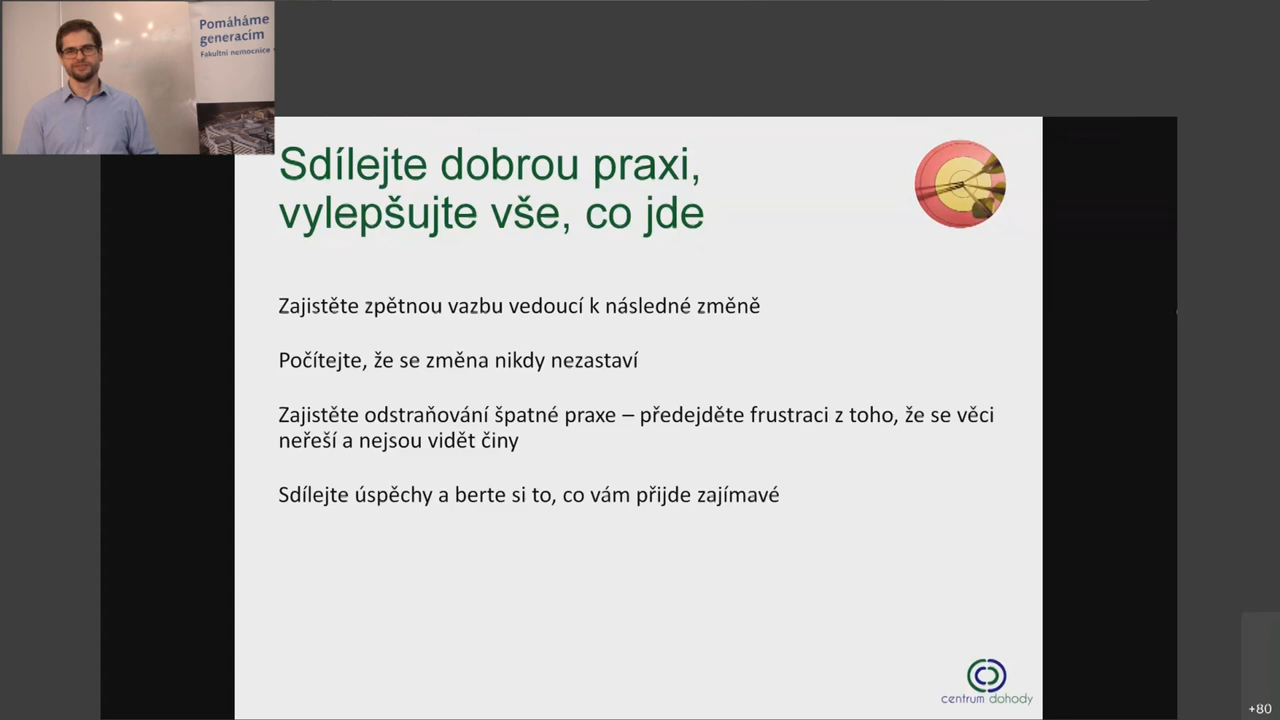 Pomáháme
generacím
Fakultní nemocnice
Sdílejte dobrou praxi,
vylepšujte vše, co jde
Zajistěte zpětnou vazbu vedoucí k následné změně
Počítejte, že se změna nikdy nezastaví
Zajistěte odstraňování špatné praxe – předejděte frustraci z toho, že se věci
neřeší a nejsou vidět činy
Sdílejte úspěchy a berte si to, co vám přijde zajímavé
centrum dohody
+80